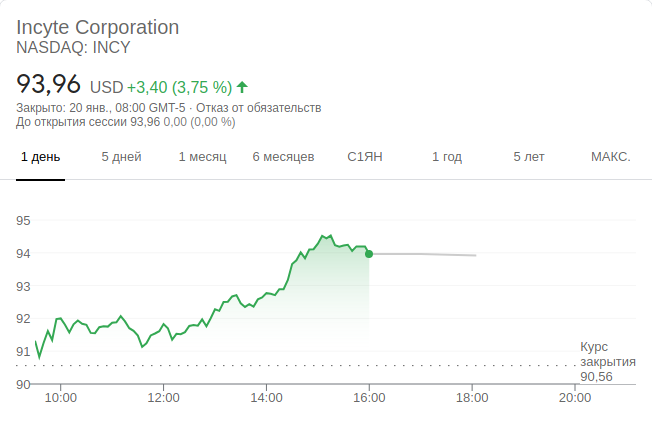 Incyte Corporation
NASDAQ: INCY
93,96 USD +3,40 (3,75 %)
Закрыто: 20 янв., 08:00 GMT-5 · Отказ от обязательств
До открытия сессии 93,96 0,00 (0,00 %)
1 день 5 дней 1 месяц 6 месяцев С1ЯН 1 год 5 лет МАКС.
95
94
93
92
91
90
Курс
закрытия
90,56
10:00 12:00 14:00 16:00 18:00 20:00